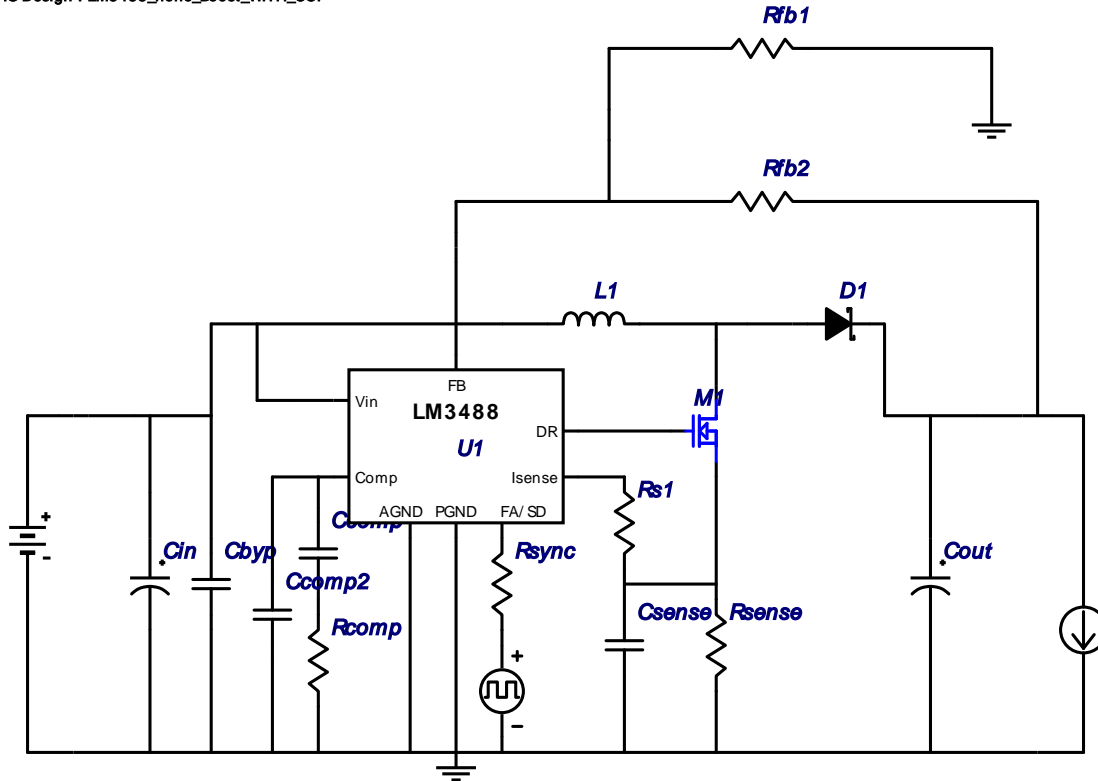 Rfb1
Rfb2
L1
D1
FB
Vin
LM3488
M1
DR
U1
Comp
Isense
Rs1
AGND PGND FA/SD
Cin
Cbyp
Rsync
Cout
Ccomp2
Csense
Rsense
Rcomp
+
-
+
-